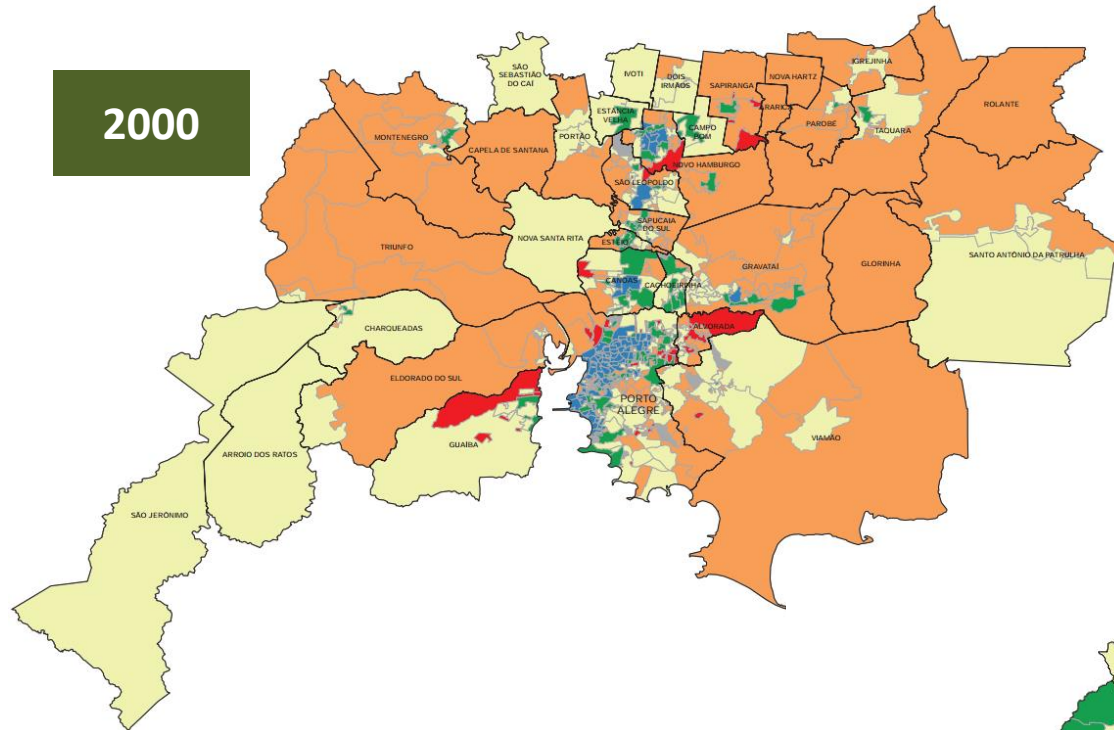 2000
SÃO
SEBASTIÃO
DO CAÍ
IVOTI
DOIS
IRMÃOS
SAPIRANGA
NOVA HARTZ
IGREJINHA
ROLANTE
ARARICÁ
ESTÂNCIA
VELHA
CAMPO
BOM
PAROBÉ
TAQUARA
MONTENEGRO
PORTÃO
CAPELA DE SANTANA
NOVO HAMBURGO
SÃO LEOPOLDO
SAPUCAIA
DO SUL
NOVA SANTA RITA
ESTEIO
TRIUNFO
SANTO ANTÔNIO DA PATRULHA
GRAVATAÍ
GLORINHA
CANOAS
CACHOEIRINHA
CHARQUEADAS
ALVORADA
ELDORADO DO SUL
PORTO
ALEGRE
VIAMÃO
GUAÍBA
ARROIO DOS RATOS
SÃO JERÔNIMO